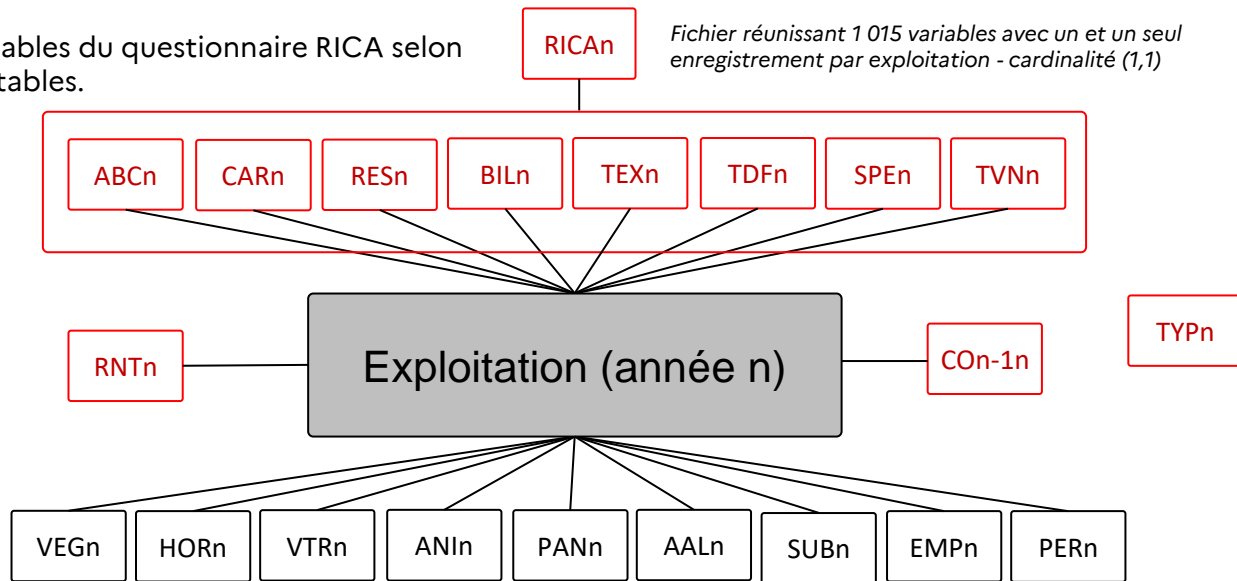 ables du questionnaire RICA selon
tables.
RICAn
Fichier réunissant 1 015 variables avec un et un seul
enregistrement par exploitation - cardinalité (1,1)
ABCn CARn RESn BILn TEXn TDFn SPEn TVNn
RNTn
Exploitation (année n)
COn-1n
TYPn
VEGn HORn VTRn ANIn PANn AALn SUBn EMPn PERn